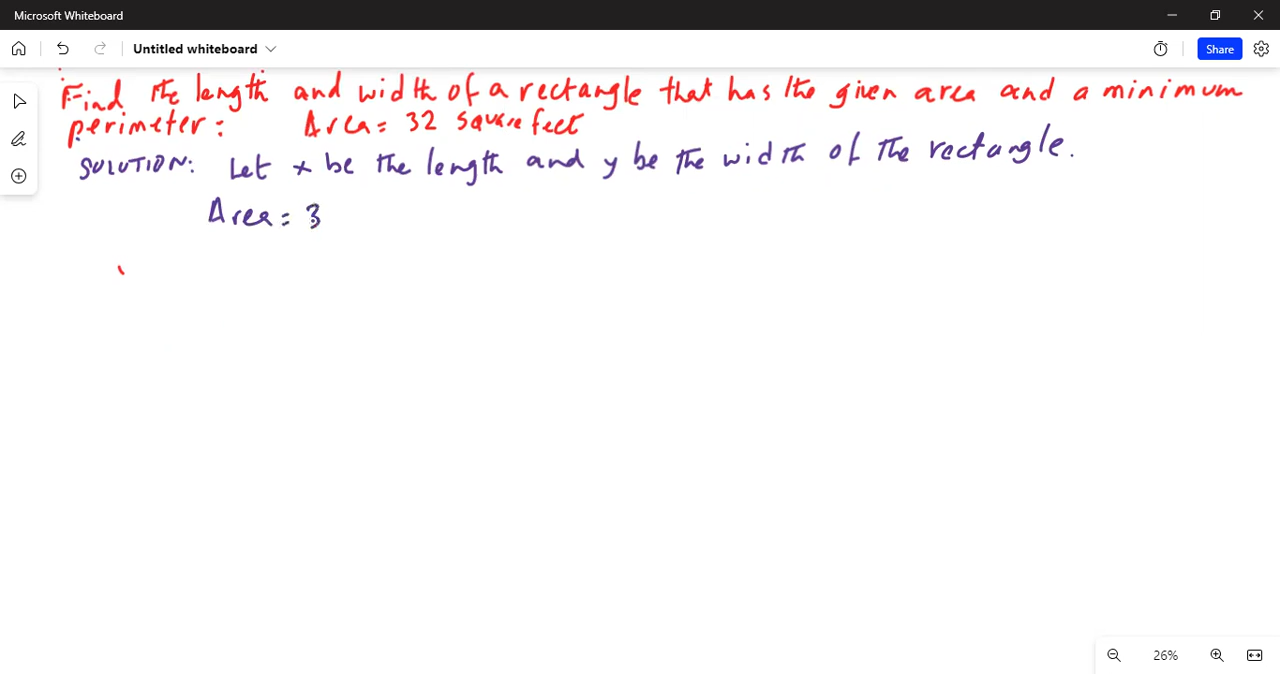 Microsoft Whiteboard
Untitled whiteboard
Share
Find the length and width of a rectangle that has the given area and a minimum
perimeter: Area = 32 square feet
SOLUTION: Let x be the length and y be the width of the rectangle.
Area = 3
26%